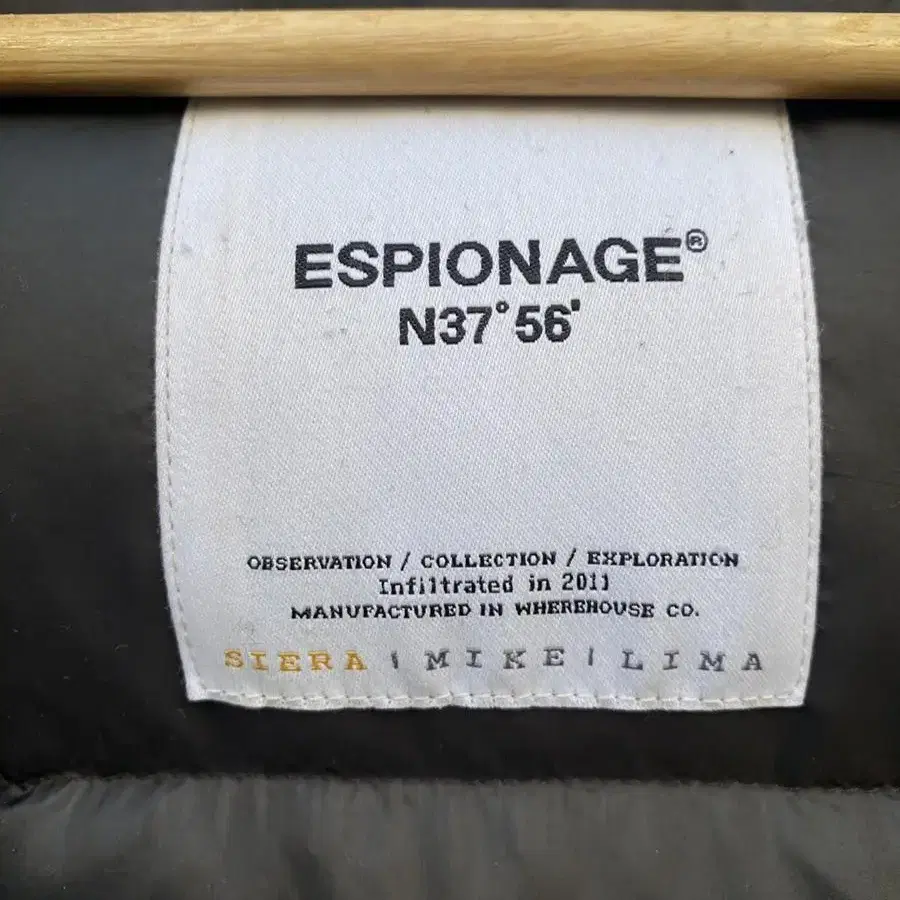 ESPIONAGE®
N37°56'
OBSERVATION / COLLECTION / EXPLORATION
Infiltrated in 2011
MANUFACTURED IN WHEREHOUSE CO.
SIERA | MIKE | LIMA